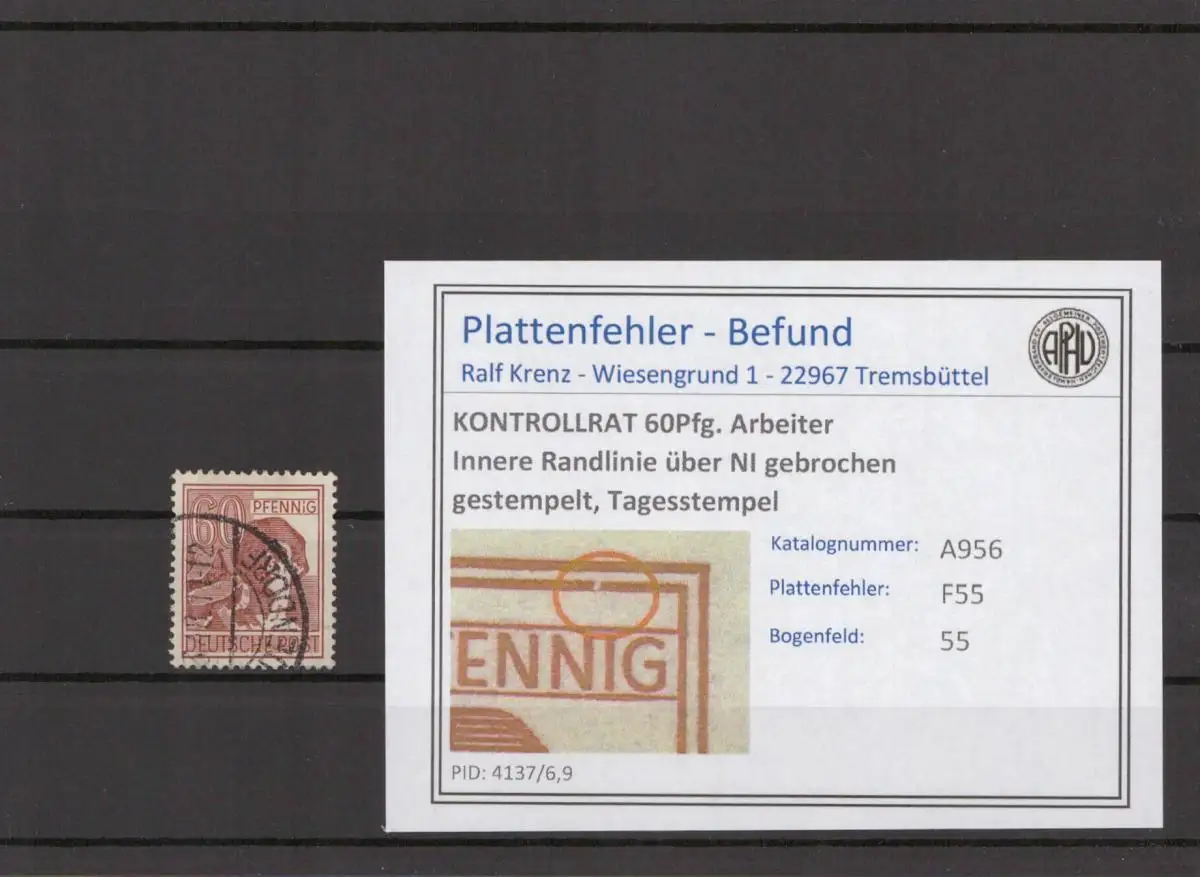 60 PFENNIG
DEUTSCHE POST
Plattenfehler - Befund
Ralf Krenz - Wiesengrund 1 - 22967 Tremsbüttel
APHV
KONTROLLRAT 60Pfg. Arbeiter
Innere Randlinie über NI gebrochen
gestempelt, Tagesstempel
ENNIG
Katalognummer: A956
Plattenfehler: F55
Bogenfeld: 55
PID: 4137/6,9